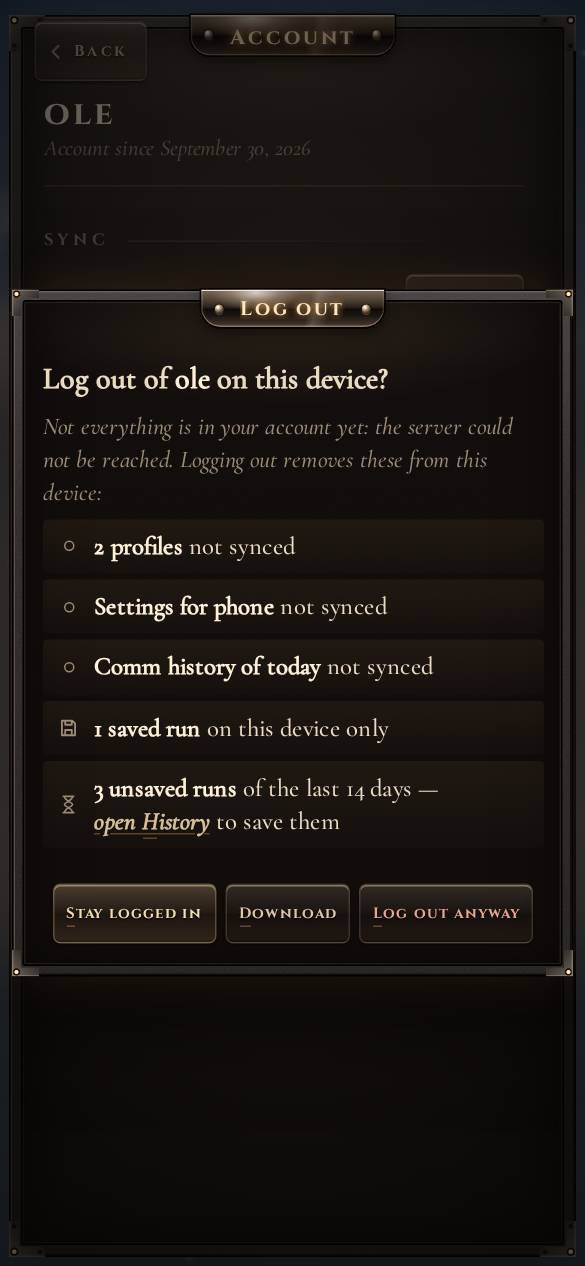 Account
Back
OLE
Account since September 30, 2026
SYNC
Log out
Log out of ole on this device?
Not everything is in your account yet: the server could
not be reached. Logging out removes these from this
device:
2 profiles not synced
Settings for phone not synced
Comm history of today not synced
1 saved run on this device only
3 unsaved runs of the last 14 days —
open History to save them
Stay logged in
Download
Log out anyway